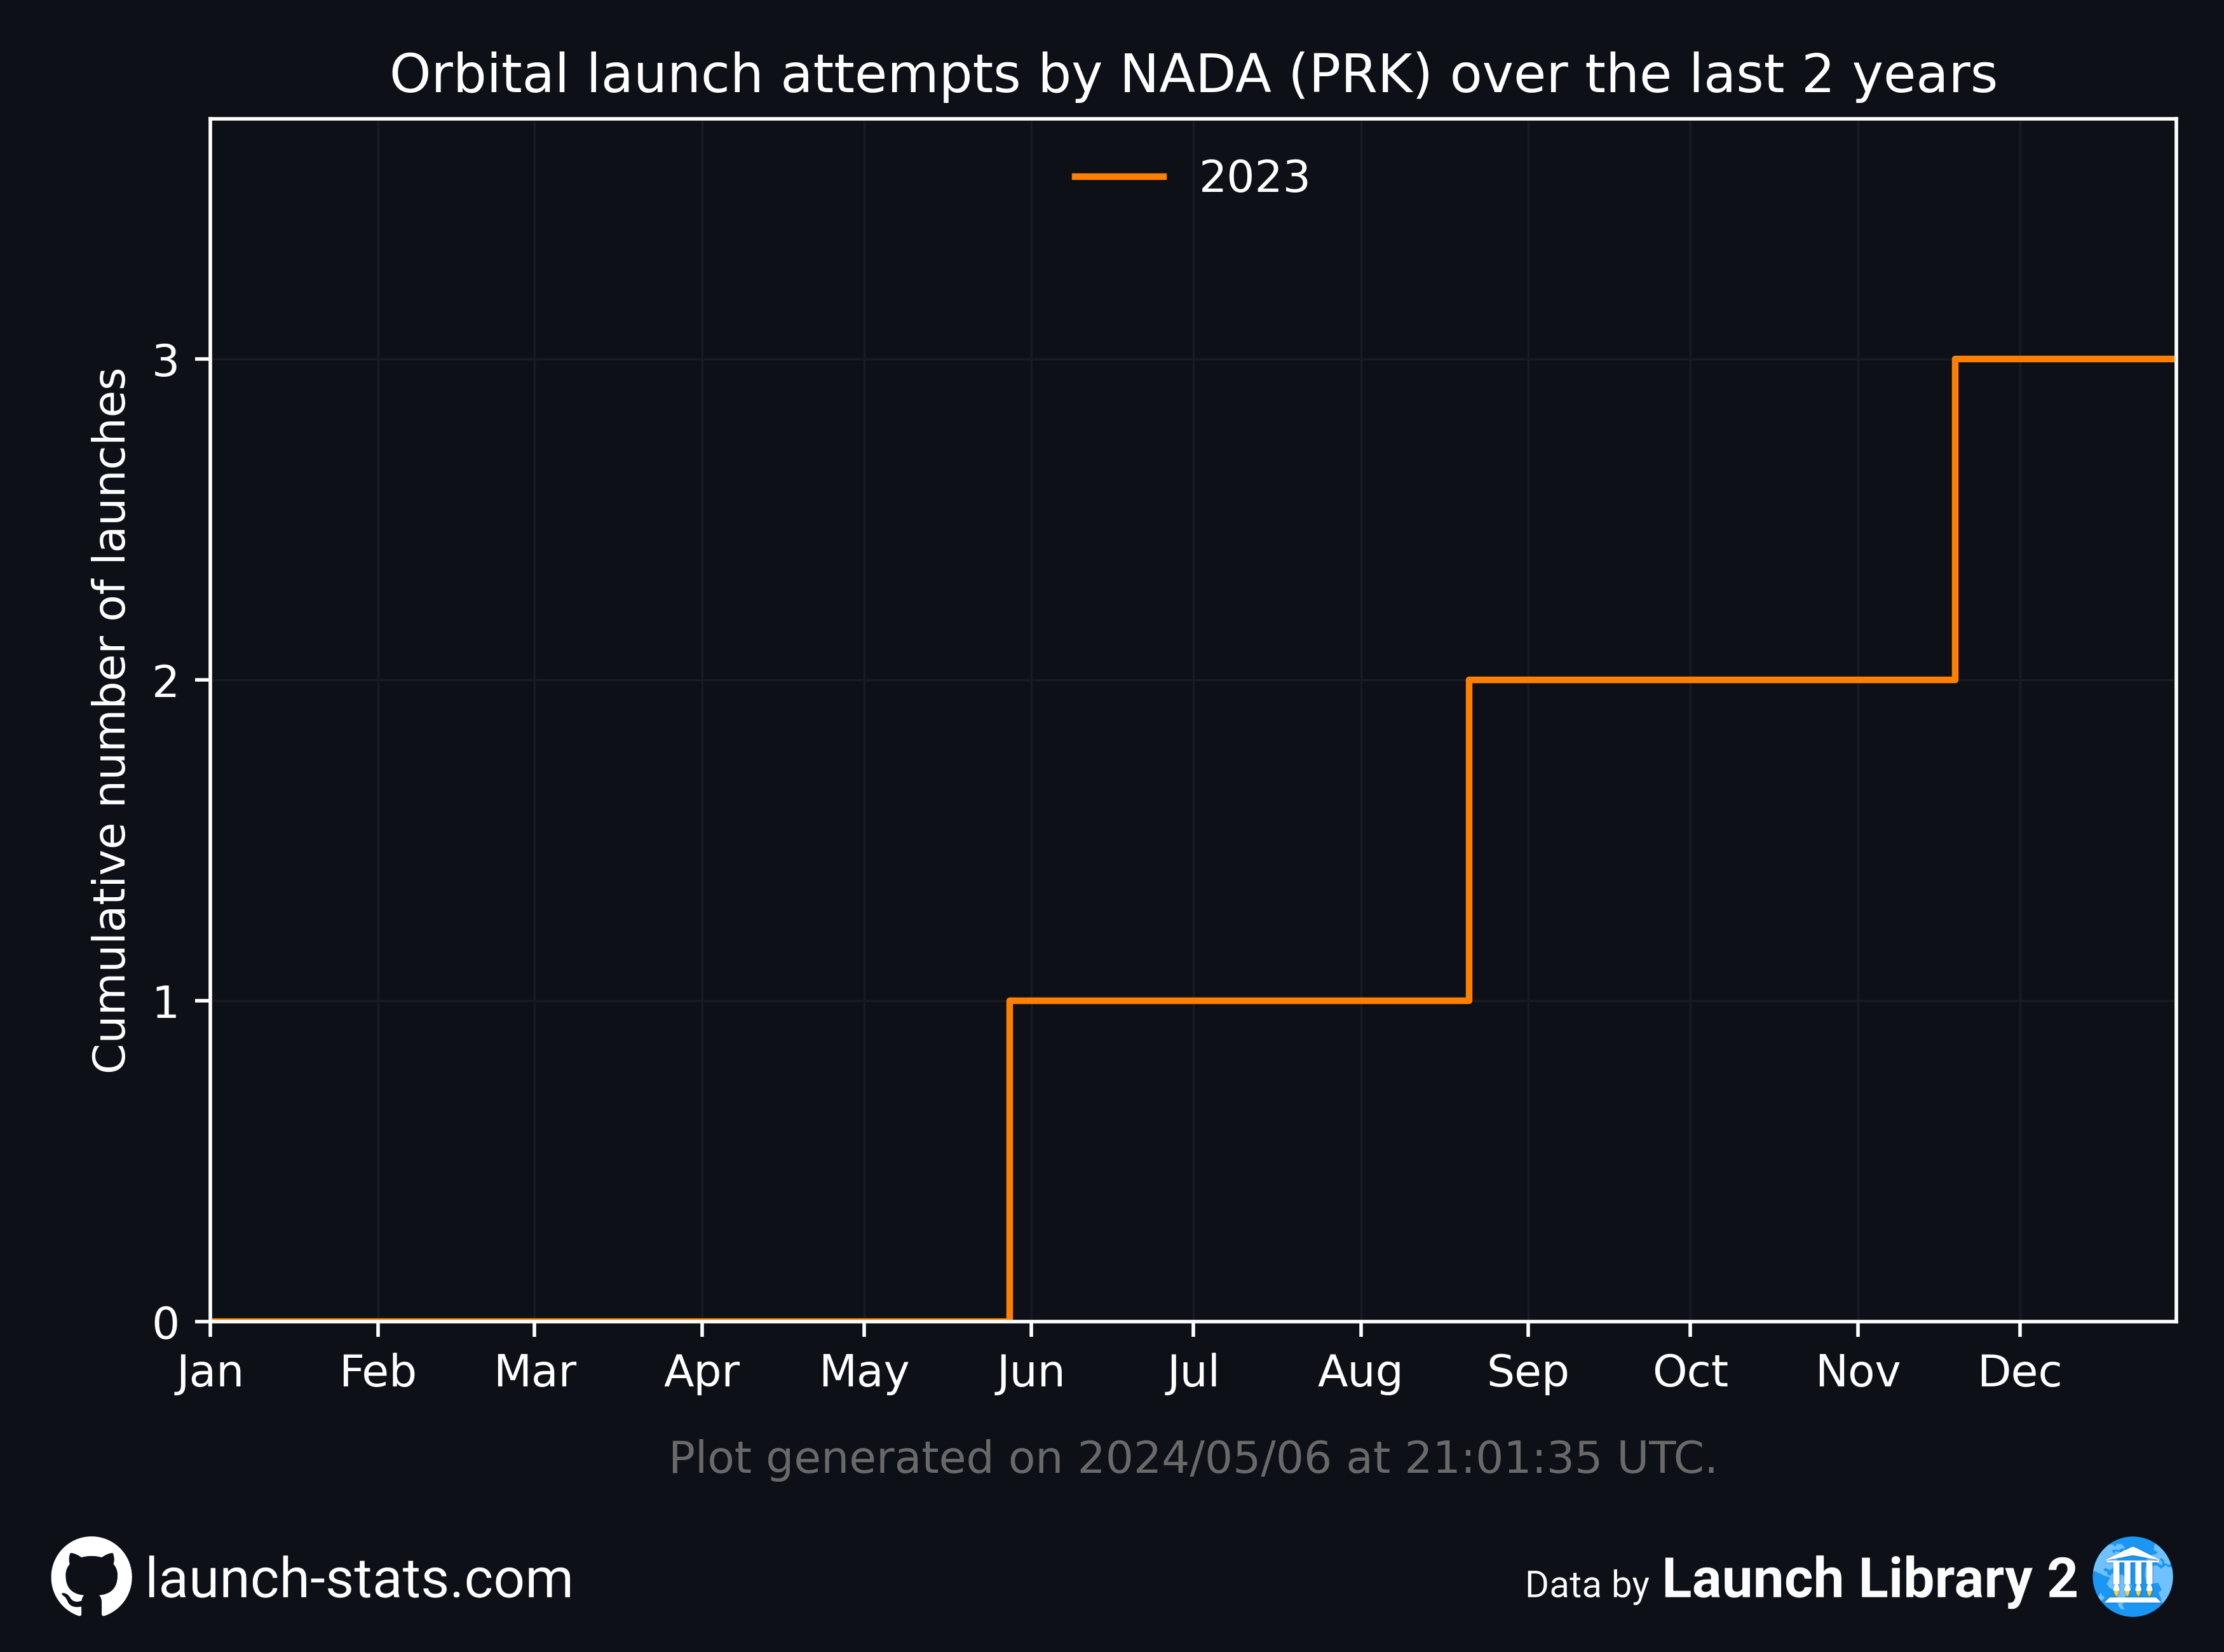 Orbital launch attempts by NADA (PRK) over the last 2 years
2023
Cumulative number of launches
3
2
1
0
Jan Feb Mar Apr May Jun Jul Aug Sep Oct Nov Dec
Plot generated on 2024/05/06 at 21:01:35 UTC.
launch-stats.com
Data by Launch Library 2